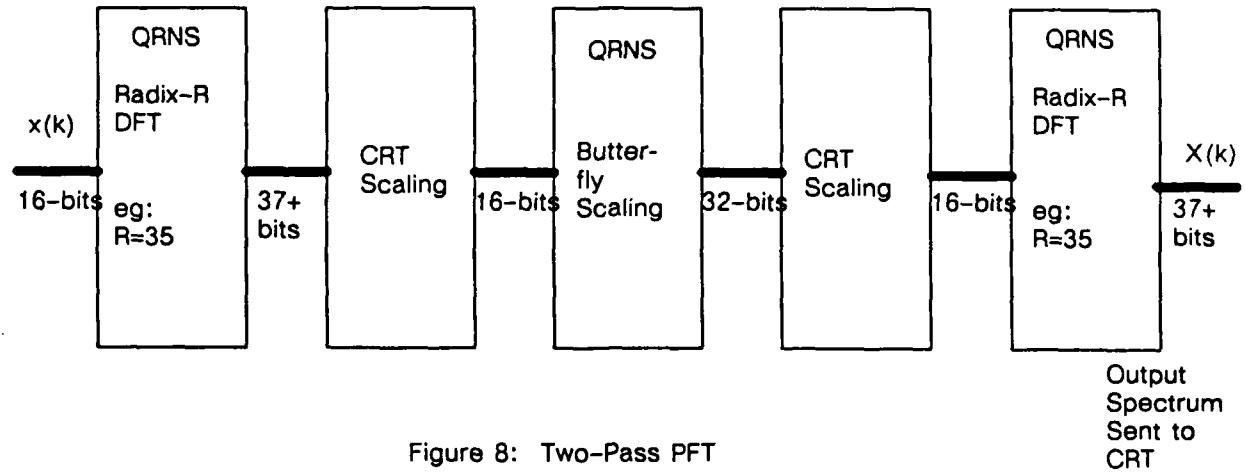 x(k)
16-bits
QRNS
Radix-R
DFT
eg:
R=35
37+
bits
CRT
Scaling
16-bits
QRNS
Butter-
fly
Scaling
32-bits
CRT
Scaling
16-bits
QRNS
Radix-R
DFT
eg:
R=35
X(k)
37+
bits
Output
Spectrum
Sent to
CRT
Figure 8: Two-Pass PFT